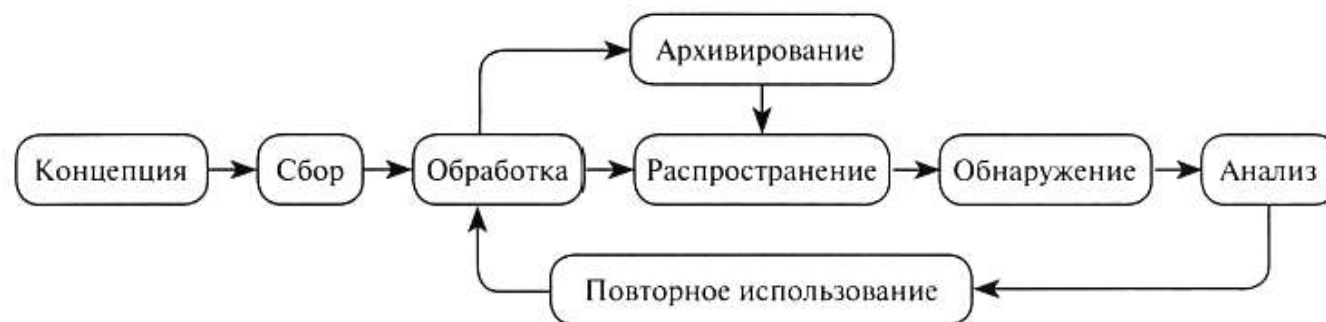 Архивирование
Концепция
Сбор
Обработка
Распространение
Обнаружение
Анализ
Повторное использование